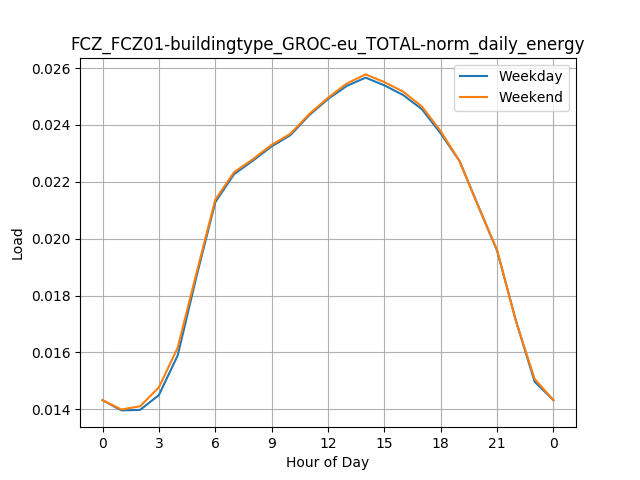 FCZ_FCZ01-buildingtype_GROC-eu_TOTAL-norm_daily_energy
Weekday
Weekend
0.026
0.024
0.022
0.020
0.018
0.016
0.014
Load
0 3 6 9 12 15 18 21 0
Hour of Day